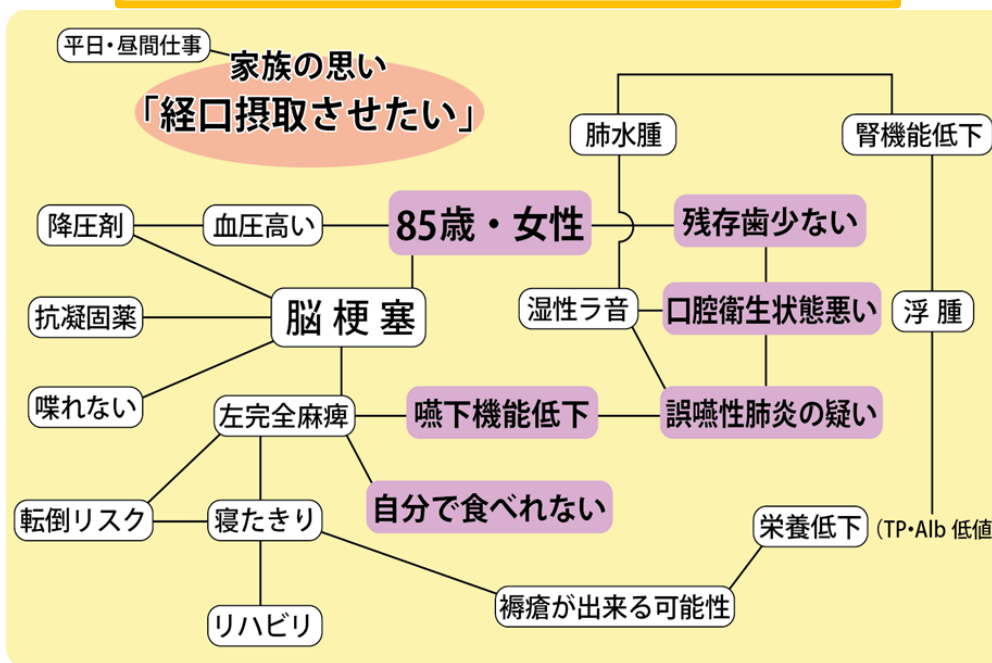 平日・昼間仕事
家族の思い
「経口摂取させたい」
肺水腫
腎機能低下
降圧剤
血圧高い
85歳・女性
残存歯少ない
抗凝固薬
脳梗塞
湿性ラ音
口腔衛生状態悪い
浮腫
喋れない
左完全麻痺
嚥下機能低下
誤嚥性肺炎の疑い
自分で食べれない
転倒リスク
寝たきり
栄養低下
(TP・Alb 低値
褥瘡が出来る可能性
リハビリ